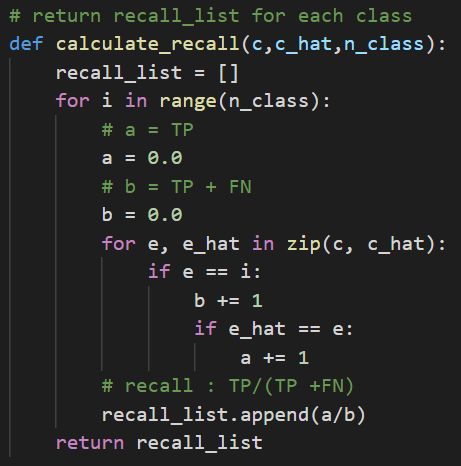 # return recall_list for each class
def calculate_recall(c,c_hat,n_class):
    recall_list = []
    for i in range(n_class):
        # a = TP
        a = 0.0
        # b = TP + FN
        b = 0.0
        for e, e_hat in zip(c, c_hat):
            if e == i:
                b += 1
                if e_hat == e:
                    a += 1
        # recall : TP/(TP +FN)
        recall_list.append(a/b)
    return recall_list